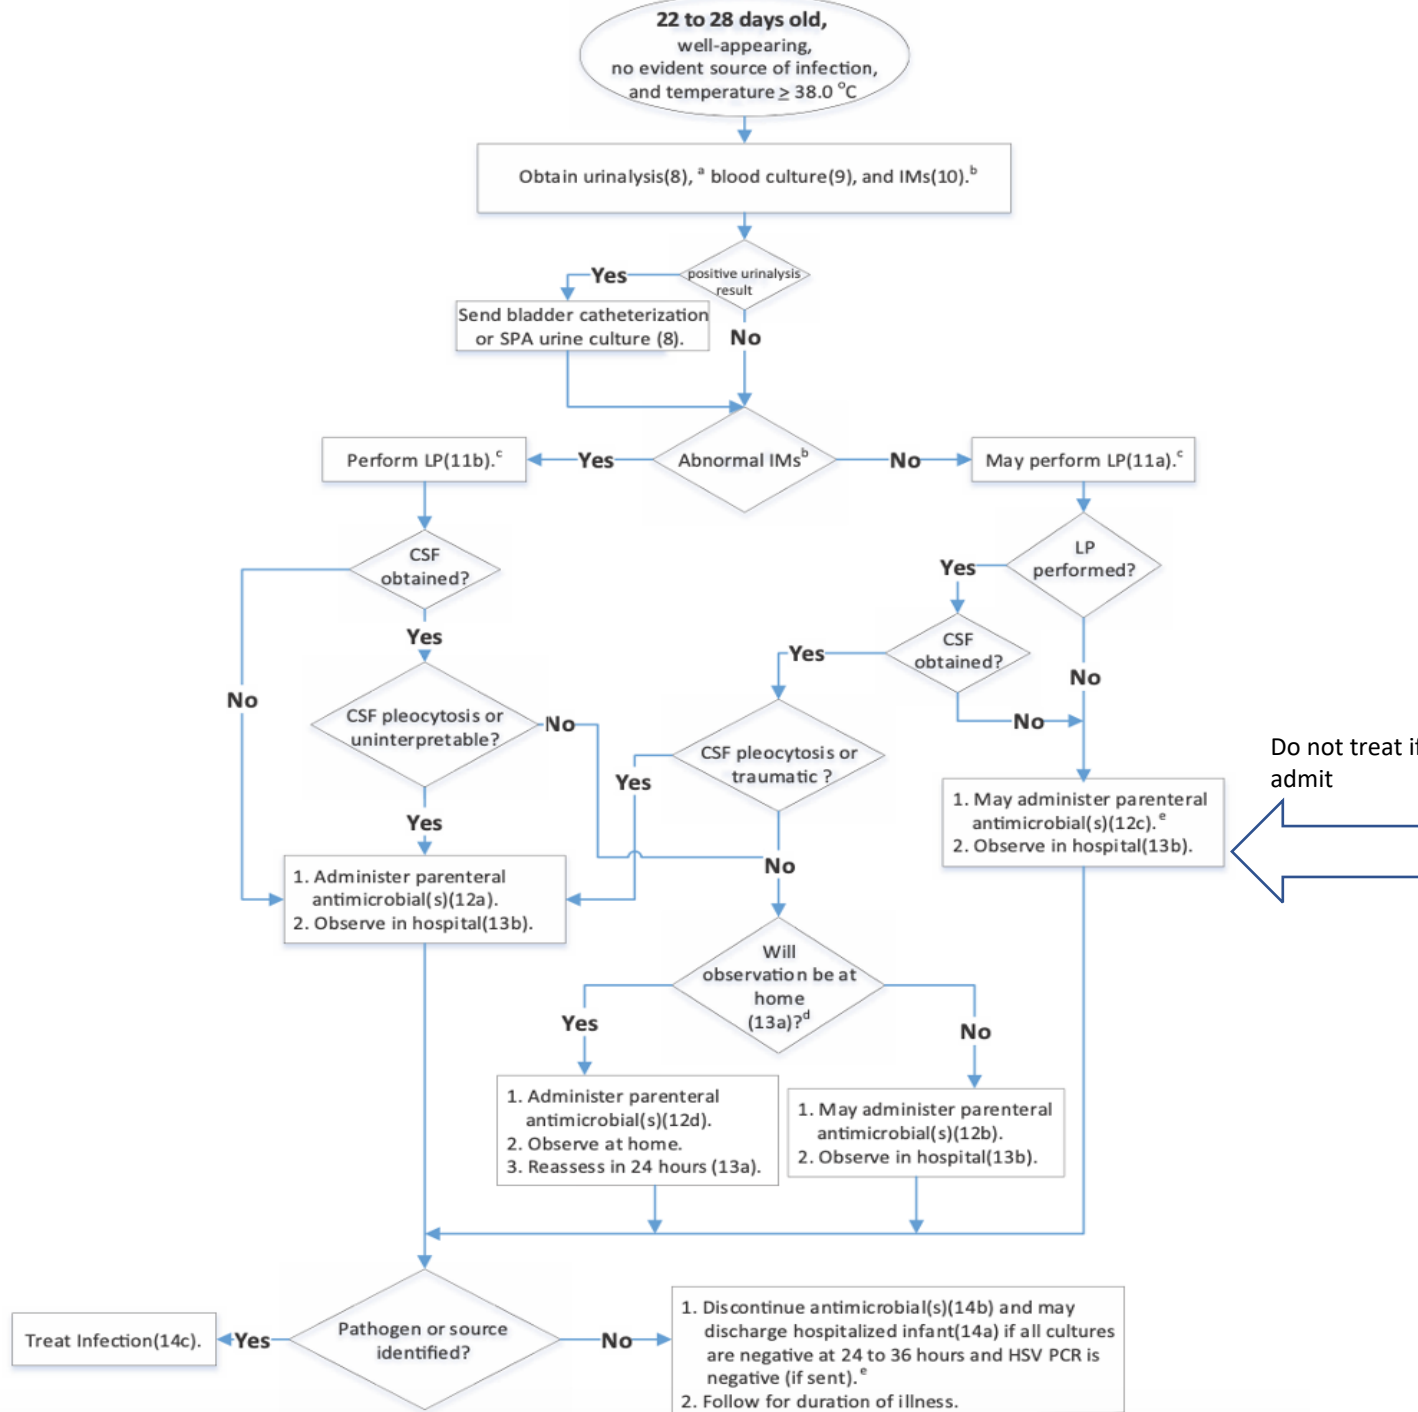 22 to 28 days old,
well-appearing,
no evident source of infection,
and temperature ≥ 38.0 °C
Obtain urinalysis(8), a blood culture(9), and IMs(10).b
positive urinalysis
result
Yes
Send bladder catheterization
or SPA urine culture (8).
No
Abnormal IMsb
Yes
Perform LP(11b).c
No
May perform LP(11a).c
CSF
obtained?
LP
performed?
Yes
Yes
CSF
obtained?
Yes
No
No
CSF pleocytosis or
uninterpretable?
No
No
CSF pleocytosis or
traumatic ?
Yes
Do not treat if
admit
1. May administer parenteral
antimicrobial(s)(12c).e
2. Observe in hospital(13b).
Yes
No
1. Administer parenteral
antimicrobial(s)(12a).
2. Observe in hospital(13b).
Will
observation be at
home
(13a)?d
Yes
No
1. Administer parenteral
antimicrobial(s)(12d).
2. Observe at home.
3. Reassess in 24 hours (13a).
1. May administer parenteral
antimicrobial(s)(12b).
2. Observe in hospital(13b).
Pathogen or source
identified?
Yes
Treat Infection(14c).
No
1. Discontinue antimicrobial(s)(14b) and may
discharge hospitalized infant(14a) if all cultures
are negative at 24 to 36 hours and HSV PCR is
negative (if sent).e
2. Follow for duration of illness.